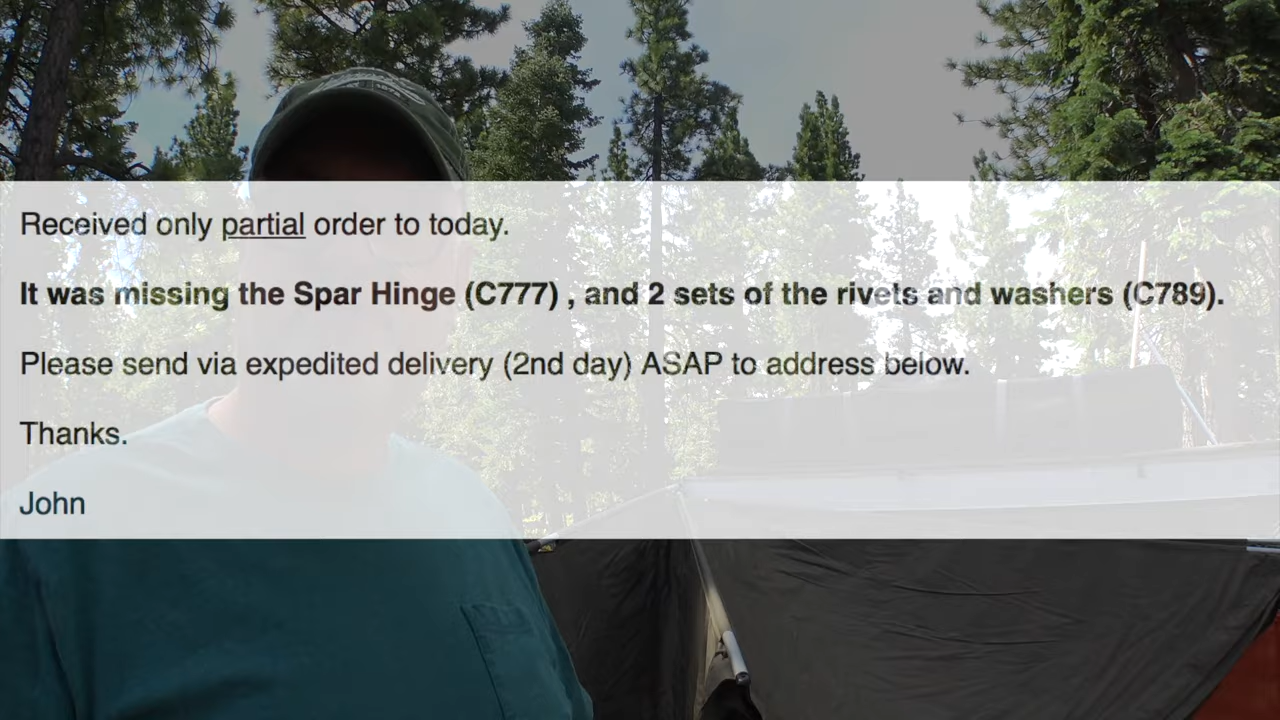 Received only partial order to today.
It was missing the Spar Hinge (C777) , and 2 sets of the rivets and washers (C789).
Please send via expedited delivery (2nd day) ASAP to address below.
Thanks.
John